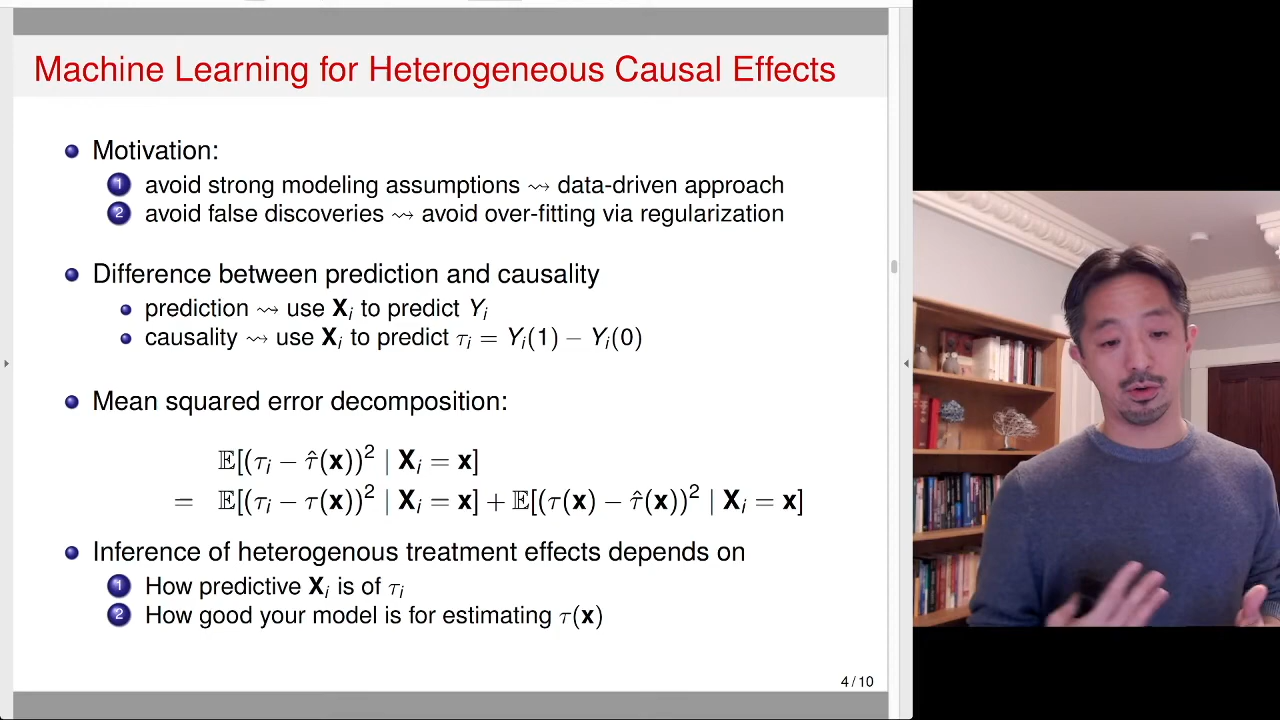 Machine Learning for Heterogeneous Causal Effects
Motivation:
1 avoid strong modeling assumptions ⇝ data-driven approach
2 avoid false discoveries ⇝ avoid over-fitting via regularization
Difference between prediction and causality
prediction ⇝ use Xᵢ to predict Yᵢ
causality ⇝ use Xᵢ to predict τᵢ = Yᵢ(1) − Yᵢ(0)
Mean squared error decomposition:
𝔼[(τᵢ − τ̂(x))² | Xᵢ = x]
= 𝔼[(τᵢ − τ(x))² | Xᵢ = x] + 𝔼[(τ(x) − τ̂(x))² | Xᵢ = x]
Inference of heterogenous treatment effects depends on
1 How predictive Xᵢ is of τᵢ
2 How good your model is for estimating τ(x)
4 / 10